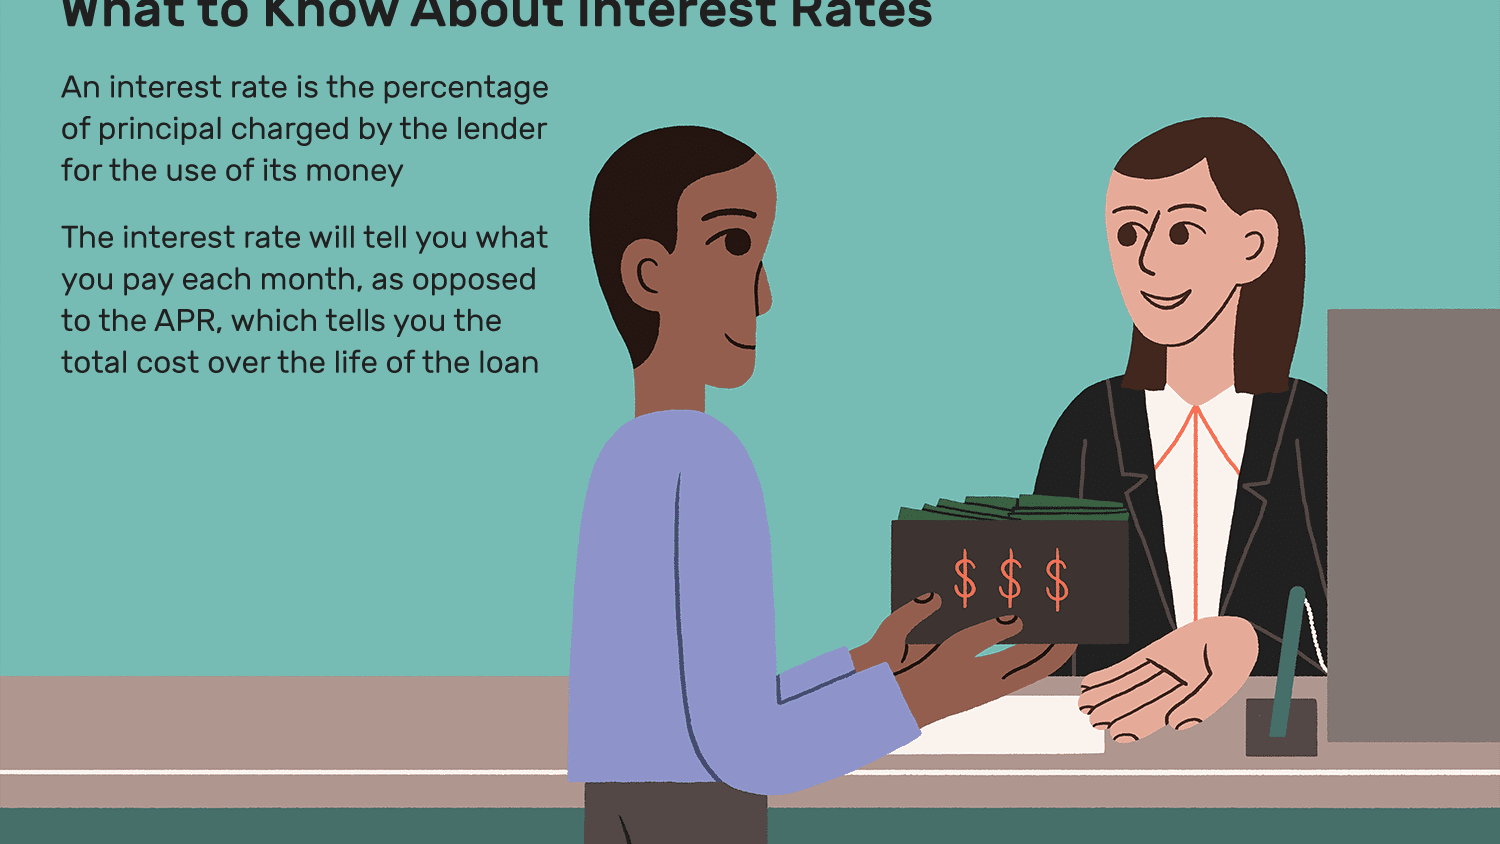 What to Know About Interest Rates
An interest rate is the percentage
of principal charged by the lender
for the use of its money
The interest rate will tell you what
you pay each month, as opposed
to the APR, which tells you the
total cost over the life of the loan
$ $ $